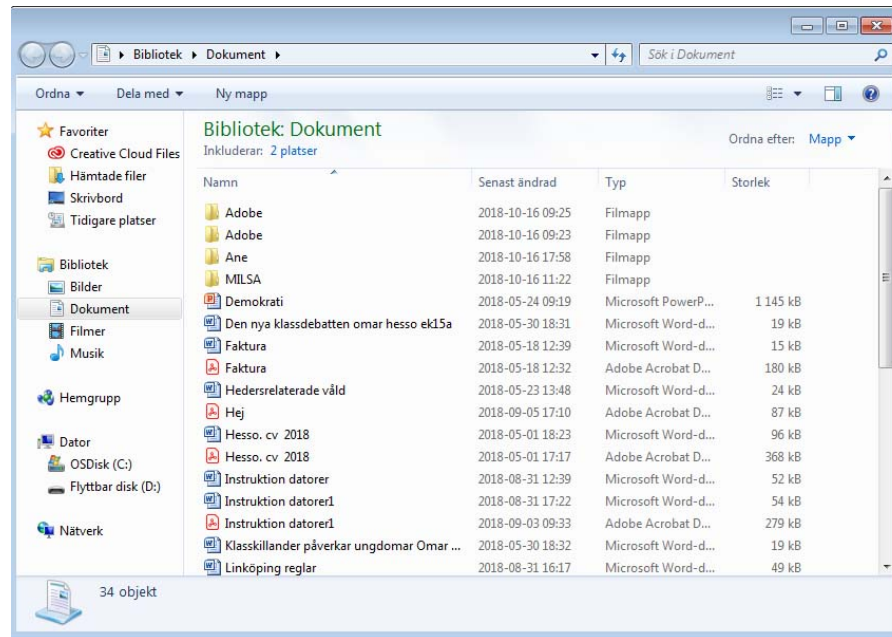 Bibliotek Dokument
Sök i Dokument
Ordna Dela med Ny mapp
Favoriter
Creative Cloud Files
Hämtade filer
Skrivbord
Tidigare platser
Bibliotek
Bilder
Dokument
Filmer
Musik
Hemgrupp
Dator
OSDisk (C:)
Flyttbar disk (D:)
Nätverk
Bibliotek: Dokument
Inkluderar: 2 platser
Ordna efter: Mapp
Namn Senast ändrad Typ Storlek
Adobe 2018-10-16 09:25 Filmapp
Adobe 2018-10-16 09:23 Filmapp
Ane 2018-10-16 17:58 Filmapp
MILSA 2018-10-16 11:22 Filmapp
Demokrati 2018-05-24 09:19 Microsoft PowerP... 1 145 kB
Den nya klassdebatten omar hesso ek15a 2018-05-30 18:31 Microsoft Word-d... 19 kB
Faktura 2018-05-18 12:39 Microsoft Word-d... 15 kB
Faktura 2018-05-18 12:32 Adobe Acrobat D... 180 kB
Hedersrelaterade våld 2018-05-23 13:48 Microsoft Word-d... 24 kB
Hej 2018-09-05 17:10 Adobe Acrobat D... 87 kB
Hesso. cv 2018 2018-05-01 18:23 Microsoft Word-d... 96 kB
Hesso. cv 2018 2018-05-01 17:17 Adobe Acrobat D... 368 kB
Instruktion datorer 2018-08-31 12:39 Microsoft Word-d... 52 kB
Instruktion datorer1 2018-08-31 17:22 Microsoft Word-d... 54 kB
Instruktion datorer1 2018-09-03 09:33 Adobe Acrobat D... 279 kB
Klasskillander påverkar ungdomar Omar ... 2018-05-30 18:32 Microsoft Word-d... 19 kB
Linköping reglar 2018-08-31 16:17 Microsoft Word-d... 49 kB
34 objekt